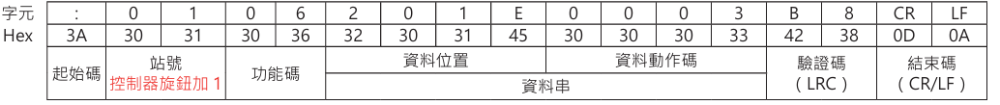 字元 : 0 1 0 6 2 0 1 E 0 0 0 3 B 8 CR LF
Hex 3A 30 31 30 36 32 30 31 45 30 30 30 33 42 38 0D 0A
起始碼 站號 功能碼 資料位置 資料動作碼 驗證碼 結束碼
控制器旋鈕加 1 資料串 ( LRC ) ( CR/LF )